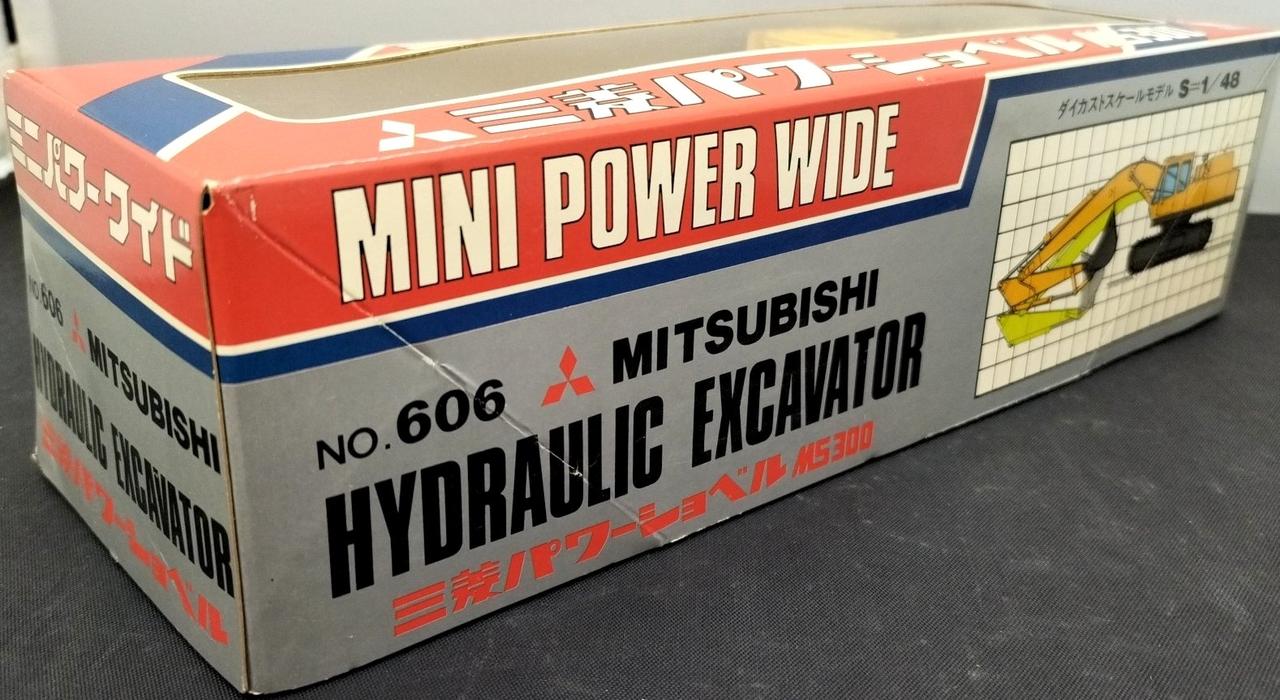 ミニパワーワイド
NO.606 MITSUBISHI
HYDRAULIC EXCAVATOR
三菱パワーショベル
三菱パワーショベル
MINI POWER WIDE
NO.606 MITSUBISHI
HYDRAULIC EXCAVATOR
三菱パワーショベル MS300
ダイカストスケールモデル S=1/48